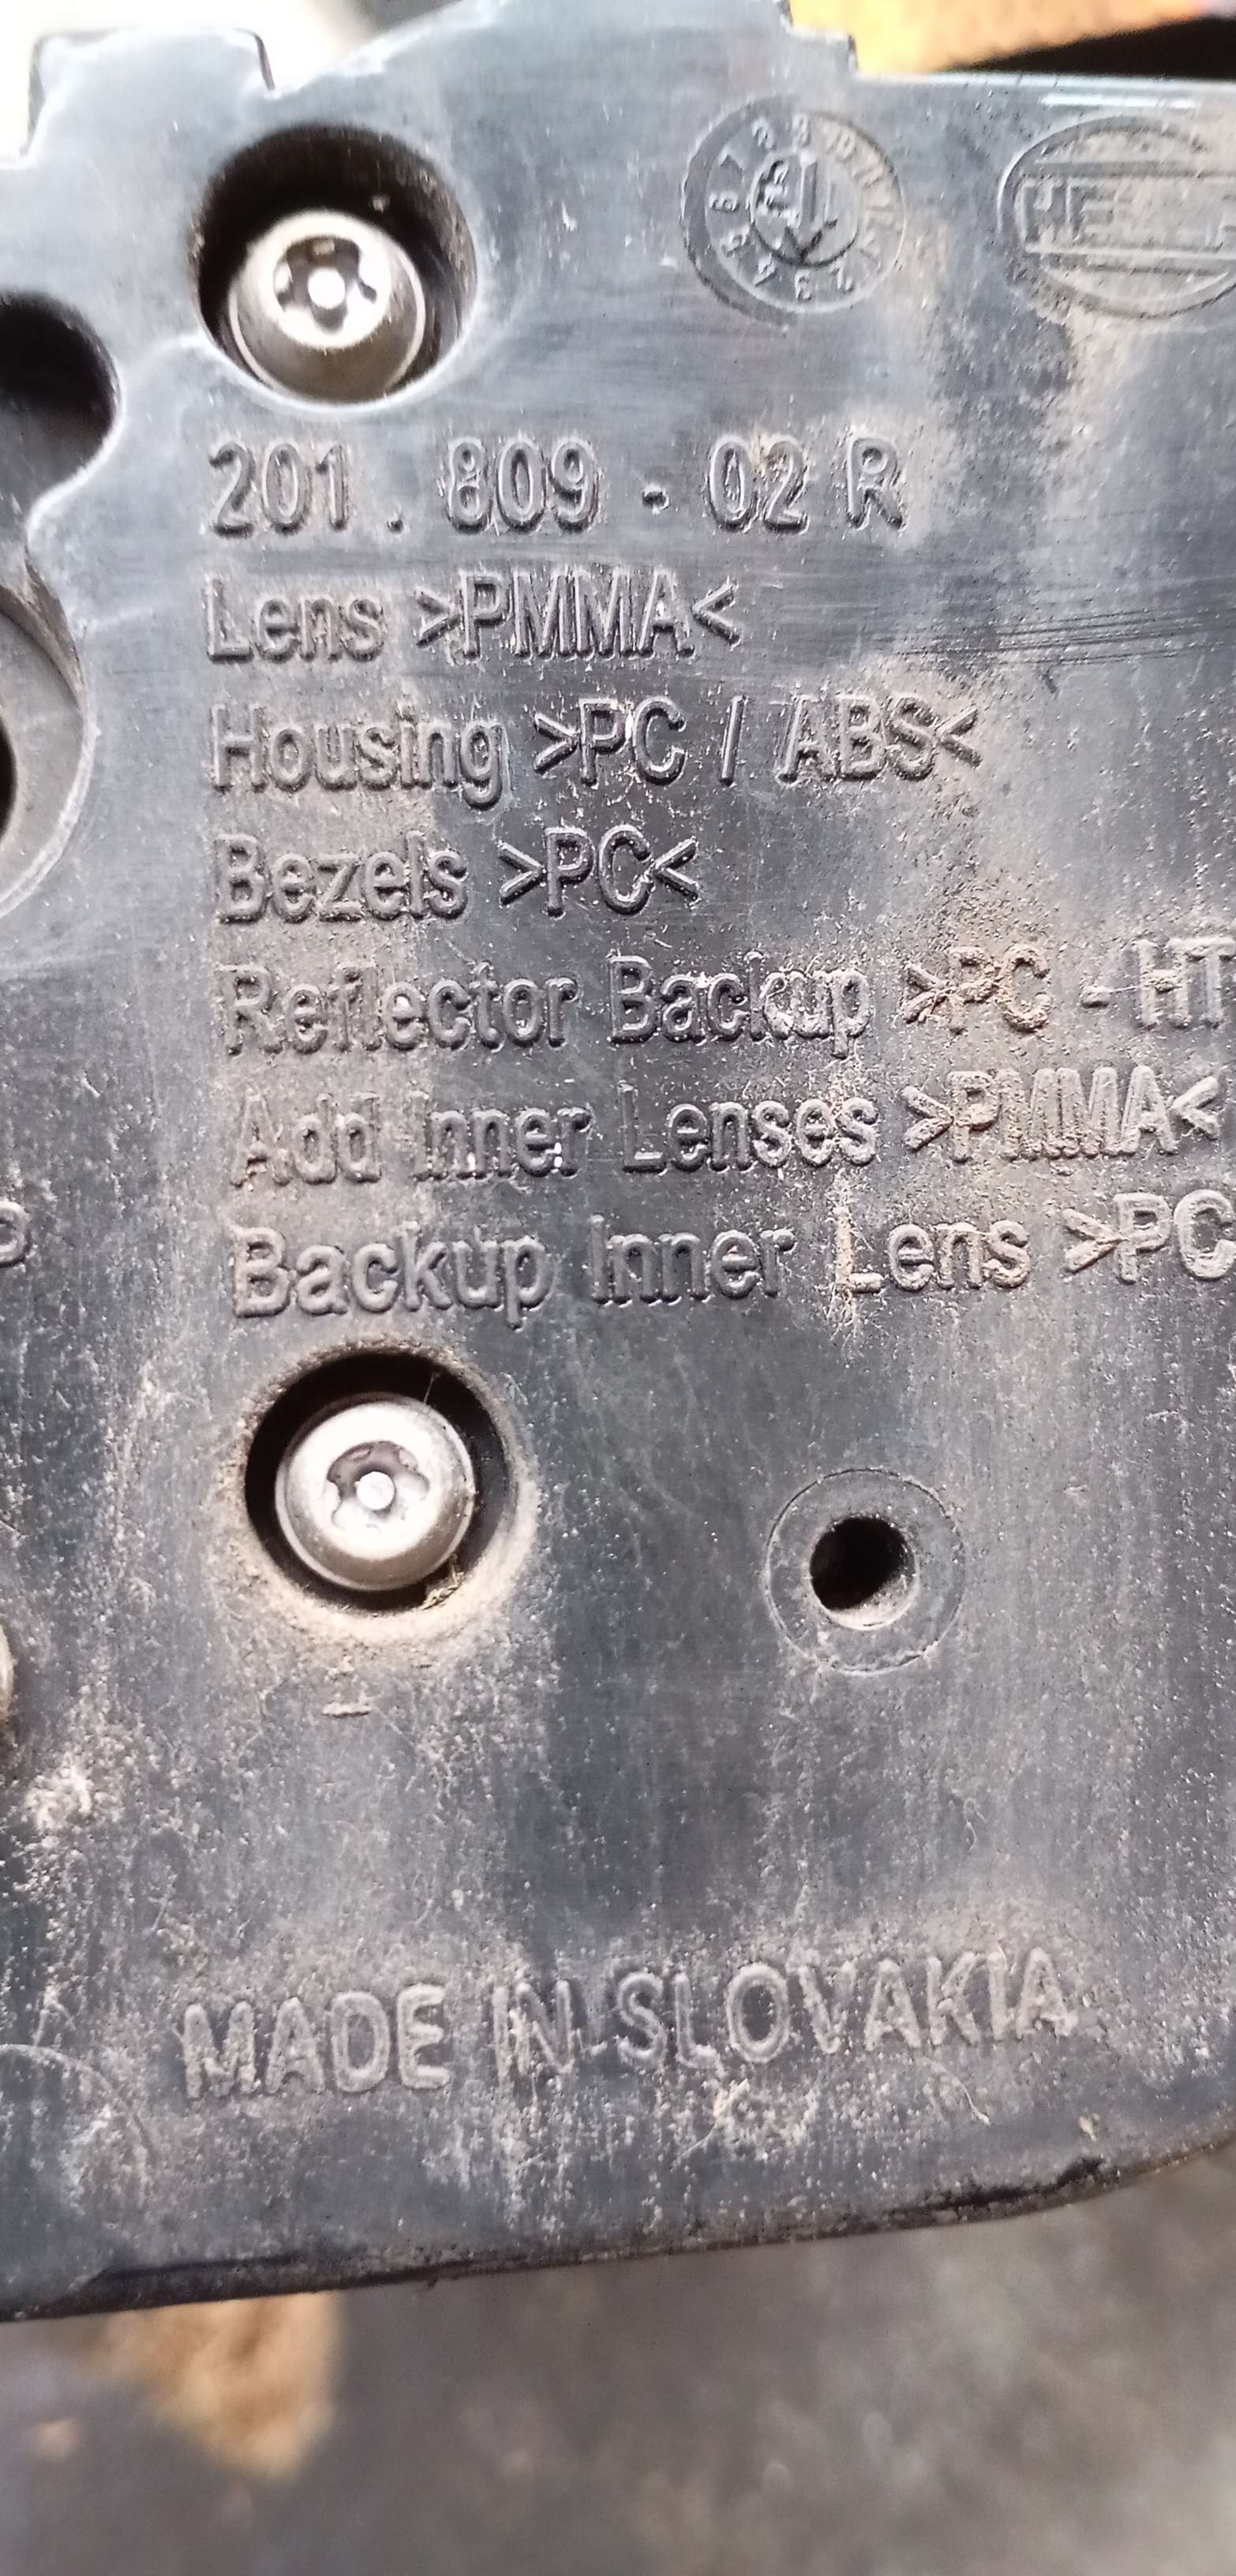 201 . 809 - 02 R
Lens >PMMA<
Housing >PC / ABS<
Bezels >PC<
Reflector Backup >PC - HT
Add Inner Lenses >PMMA<
Backup Inner Lens >PC
MADE IN SLOVAKIA